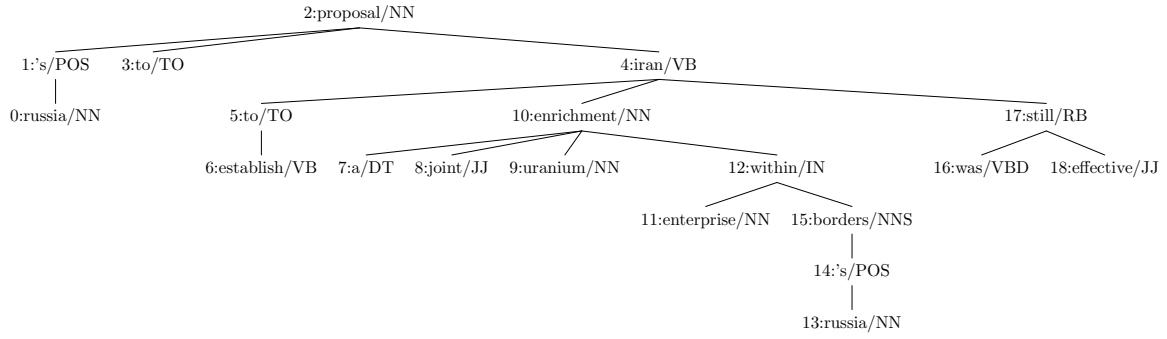 2:proposal/NN
1:'s/POS 3:to/TO 4:iran/VB
0:russia/NN 5:to/TO 10:enrichment/NN 17:still/RB
6:establish/VB 7:a/DT 8:joint/JJ 9:uranium/NN 12:within/IN 16:was/VBD 18:effective/JJ
11:enterprise/NN 15:borders/NNS
14:'s/POS
13:russia/NN